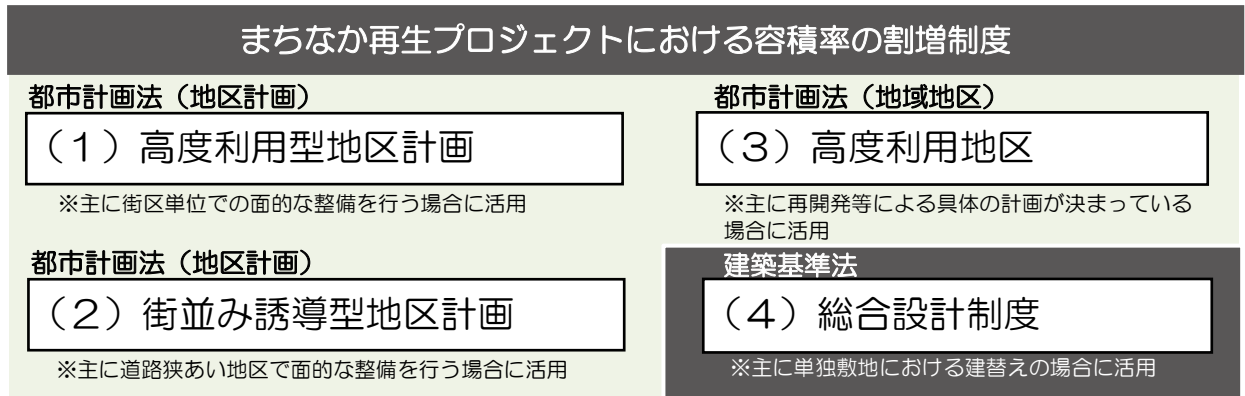 まちなか再生プロジェクトにおける容積率の割増制度
都市計画法（地区計画）
（１）高度利用型地区計画
※主に街区単位での面的な整備を行う場合に活用
都市計画法（地区計画）
（２）街並み誘導型地区計画
※主に道路狭あい地区で面的な整備を行う場合に活用
都市計画法（地域地区）
（３）高度利用地区
※主に再開発等による具体の計画が決まっている
場合に活用
建築基準法
（４）総合設計制度
※主に単独敷地における建替えの場合に活用